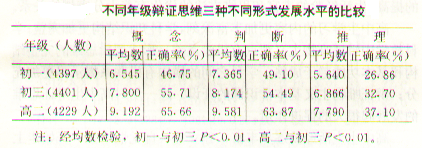 不同年级辩证思维三种不同形式发展水平的比较
年级(人数) 概念 判断 推理
平均数 正确率(%) 平均数 正确率(%) 平均数 正确率(%)
初一(4397人) 6.545 46.75 7.365 49.10 5.640 26.86
初三(4401人) 7.800 55.71 8.174 54.49 6.866 32.70
高二(4229人) 9.192 65.66 9.581 63.87 7.790 37.10
注:经均数检验,初一与初三P<0.01,高二与初三P<0.01。